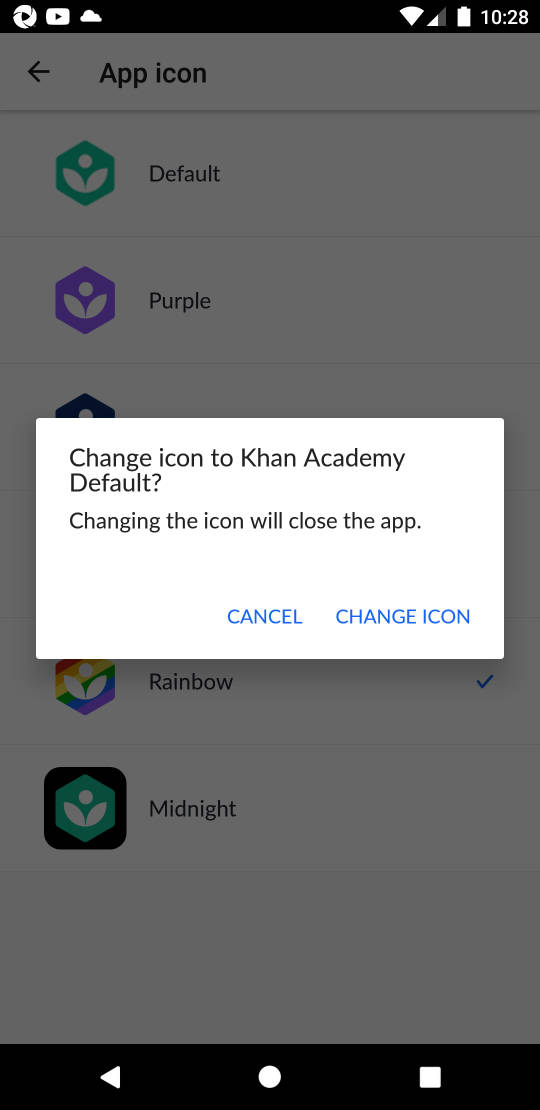 10:28
App icon
Default
Purple
Change icon to Khan Academy
Default?
Changing the icon will close the app.
CANCEL CHANGE ICON
Rainbow
Midnight